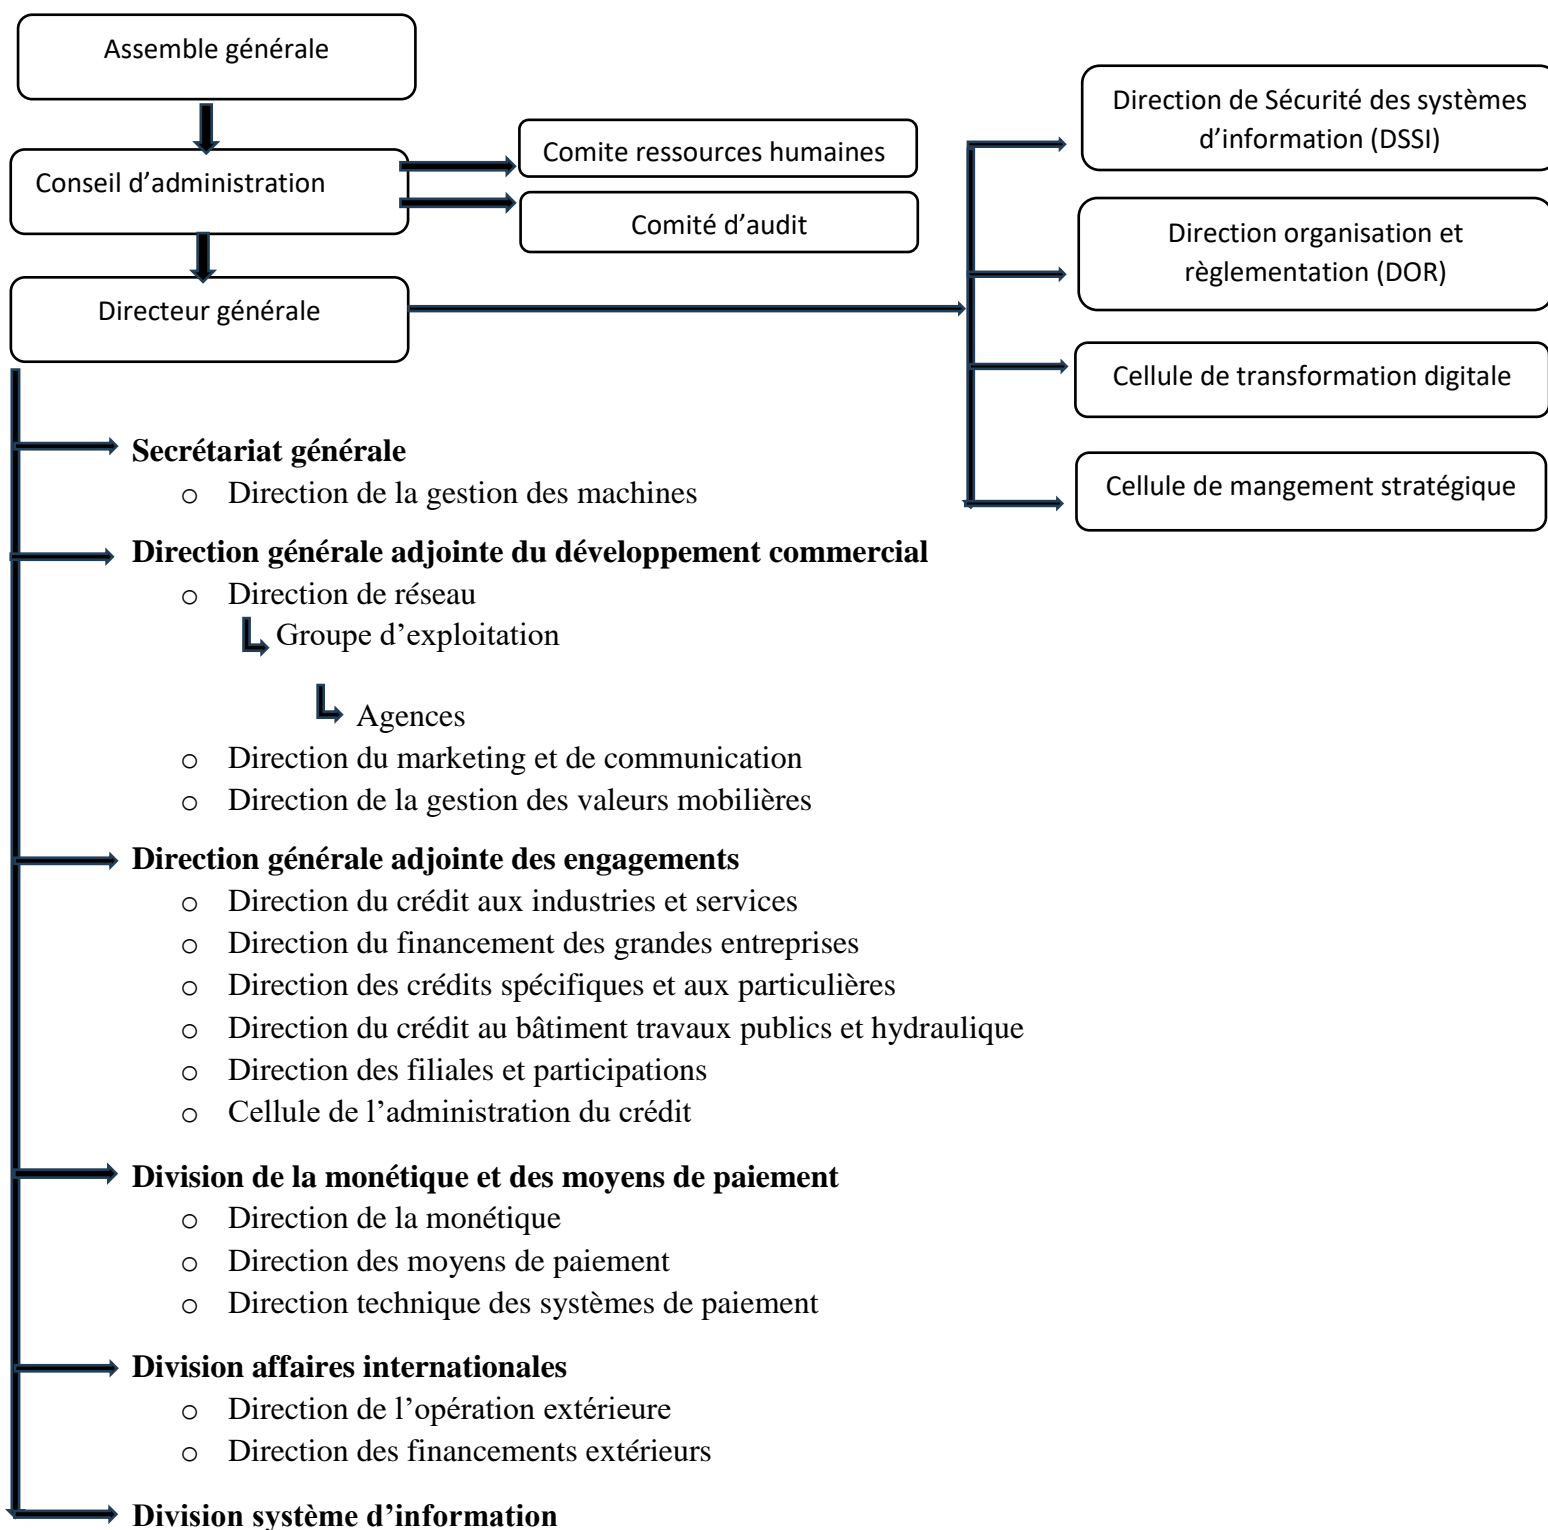 Assemble générale
Conseil d’administration
Comite ressources humaines
Comité d’audit
Directeur générale
Direction de Sécurité des systèmes
d’information (DSSI)
Direction organisation et
règlementation (DOR)
Cellule de transformation digitale
Cellule de mangement stratégique
Secrétariat générale
o Direction de la gestion des machines
Direction générale adjointe du développement commercial
o Direction de réseau
Groupe d’exploitation
Agences
o Direction du marketing et de communication
o Direction de la gestion des valeurs mobilières
Direction générale adjointe des engagements
o Direction du crédit aux industries et services
o Direction du financement des grandes entreprises
o Direction des crédits spécifiques et aux particulières
o Direction du crédit au bâtiment travaux publics et hydraulique
o Direction des filiales et participations
o Cellule de l’administration du crédit
Division de la monétique et des moyens de paiement
o Direction de la monétique
o Direction des moyens de paiement
o Direction technique des systèmes de paiement
Division affaires internationales
o Direction de l’opération extérieure
o Direction des financements extérieurs
Division système d’information